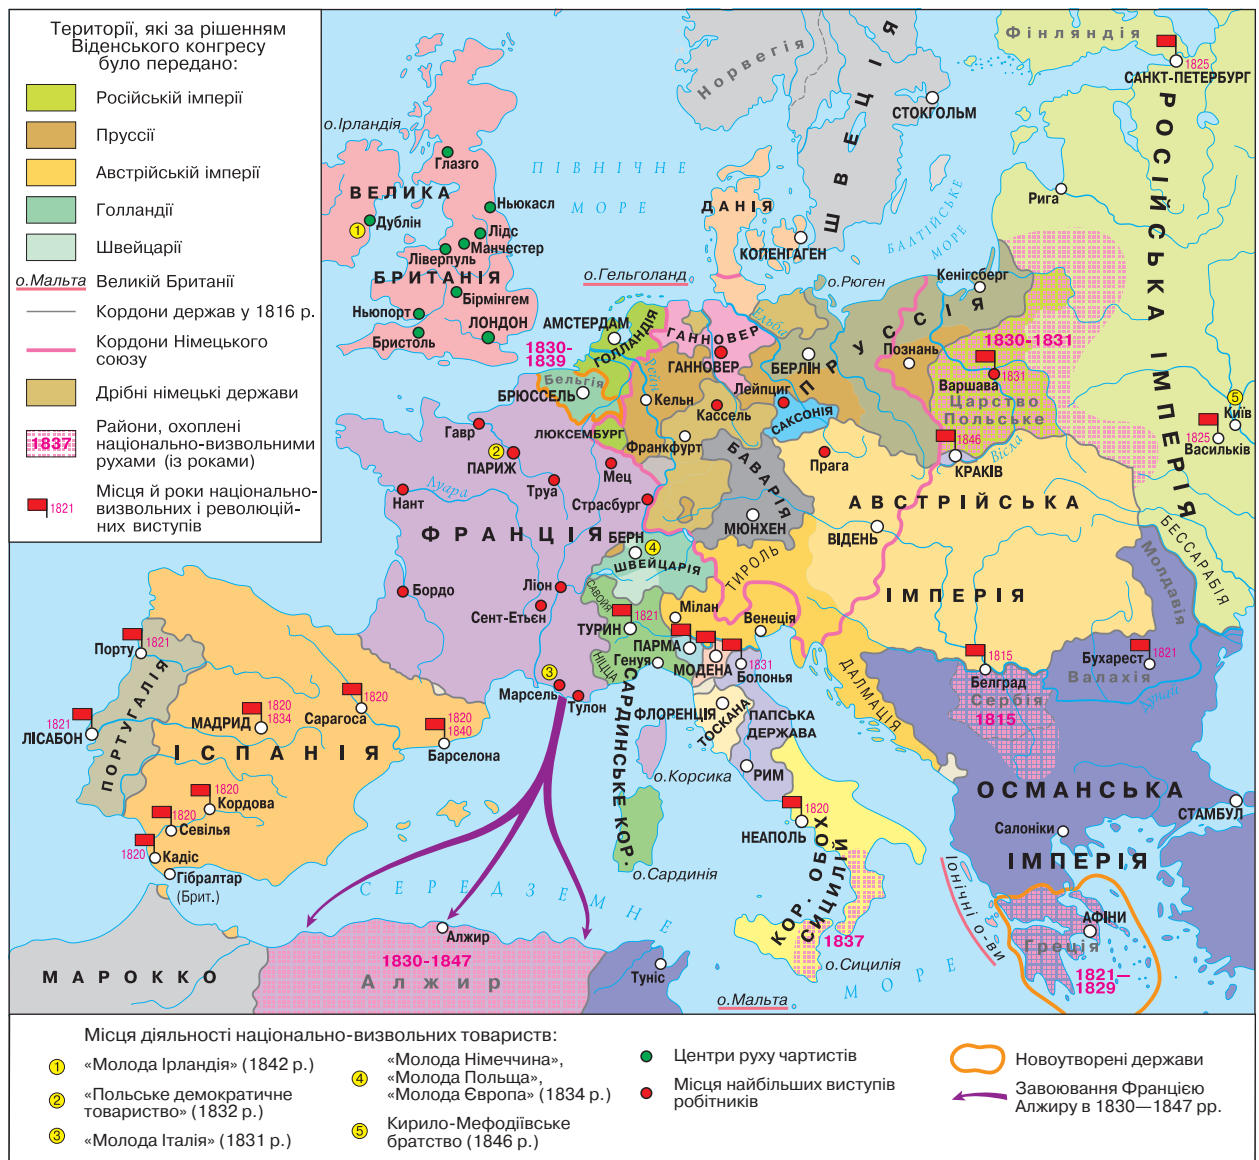 Території, які за рішенням
Віденського конгресу
було передано:
Російській імперії
Пруссії
Австрійській імперії
Голландії
Швейцарії
о.Мальта Великій Британії
Кордони держав у 1816 р.
Кордони Німецького
союзу
Дрібні німецькі держави
1837 Райони, охоплені
національно-визвольними
рухами (із роками)
1821 Місця й роки національно-
визвольних і революцій-
них виступів
Норвегія
ШВЕЦІЯ
СТОКГОЛЬМ
Фінляндія
1825
САНКТ-ПЕТЕРБУРГ
РОСІЙСЬКА ІМПЕРІЯ
Рига
о.Ірландія
Глазго
ПІВНІЧНЕ
МОРЕ
ВЕЛИКА
БРИТАНІЯ
Ньюкасл
1
Дублін
Лідс
Манчестер
Ліверпуль
Бірмінгем
Ньюпорт
Бристоль
ЛОНДОН
ДАНІЯ
КОПЕНГАГЕН
БАЛТІЙСЬКЕ
МОРЕ
о.Гельголанд
о.Рюген
Кенігсберг
АМСТЕРДАМ
ГОЛЛАНДІЯ
1830-
1839
Бельгія
БРЮССЕЛЬ
ЛЮКСЕМБУРГ
ГАННОВЕР
ГАННОВЕР
Ельба
Рейн
БЕРЛІН
ПРУССІЯ
Познань
1830-1831
1831
Варшава
Царство
Польське
Лейпциг
САКСОНІЯ
Кельн
Кассель
Франкфурт
1846
КРАКІВ
Вісла
5
Київ
1825
Васильків
Гавр
2
ПАРИЖ
Мец
Труа
Страсбург
Луара
Нант
ФРАНЦІЯ
Прага
БАВАРІЯ
МЮНХЕН
АВСТРІЙСЬКА
ІМПЕРІЯ
ВІДЕНЬ
ТИРОЛЬ
БЕРН
4
ШВЕЙЦАРІЯ
БЕССАРАБІЯ
Молдавія
Бордо
Ліон
Сент-Етьєн
САВОЙЯ
1821
ТУРИН
НІЦЦА
Мілан
Венеція
ПАРМА
Генуя
МОДЕНА
1831
Болонья
3
Марсель
Тулон
САРДИНСЬКЕ КОР.
ФЛОРЕНЦІЯ
ТОСКАНА
ПАПСЬКА
ДЕРЖАВА
РИМ
ДАЛМАЦІЯ
1815
Белград
Сербія
1815
Бухарест
1821
Валахія
Дунай
1821
Порту
ПОРТУГАЛІЯ
1821
ЛІСАБОН
1820
1834
МАДРИД
1820
Сарагоса
1820
1840
Барселона
ІСПАНІЯ
1820
Кордова
1820
Севілья
1820
Кадіс
Гібралтар
(Брит.)
о.Корсика
о.Сардинія
1820
НЕАПОЛЬ
КОР. ОБОХ
СИЦИЛІЙ
1837
о.Сицилія
ОСМАНСЬКА
ІМПЕРІЯ
СТАМБУЛ
Салоніки
Іонічні о-ви
АФІНИ
Греція
1821—
1829
СЕРЕДЗЕМНЕ
МОРЕ
МАРОККО
Алжир
1830-1847
Алжир
Туніс
о.Мальта
Місця діяльності національно-визвольних товариств:
1 «Молода Ірландія» (1842 р.)
2 «Польське демократичне
товариство» (1832 р.)
3 «Молода Італія» (1831 р.)
4 «Молода Німеччина»,
«Молода Польща»,
«Молода Європа» (1834 р.)
5 Кирило-Мефодіївське
братство (1846 р.)
Центри руху чартистів
Місця найбільших виступів
робітників
Новоутворені держави
Завоювання Францією
Алжиру в 1830—1847 рр.